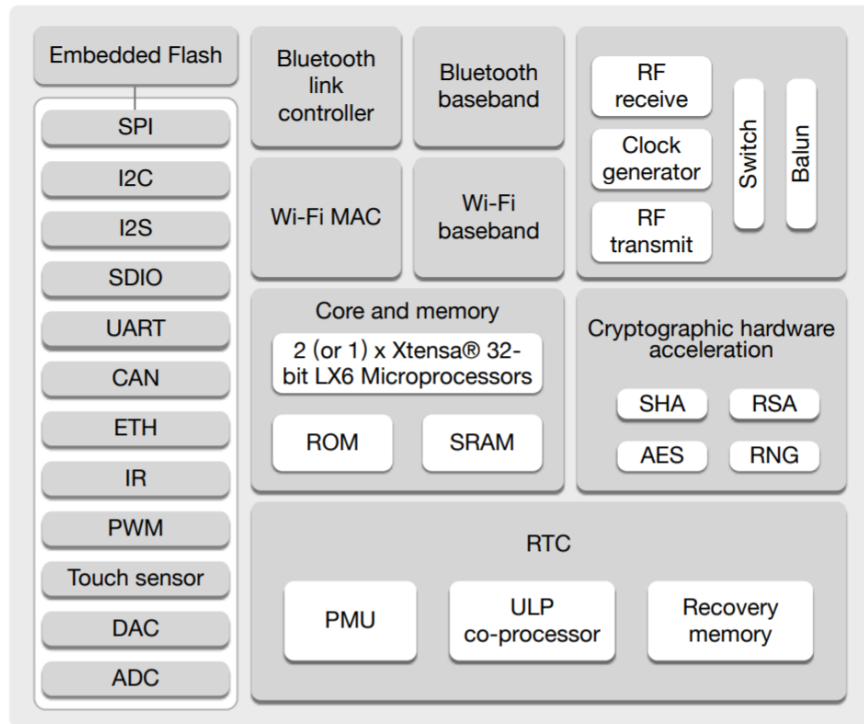 Embedded Flash
SPI
I2C
I2S
SDIO
UART
CAN
ETH
IR
PWM
Touch sensor
DAC
ADC
Bluetooth
link
controller
Bluetooth
baseband
Wi-Fi MAC
Wi-Fi
baseband
RF
receive
Clock
generator
RF
transmit
Switch
Balun
Core and memory
2 (or 1) x Xtensa® 32-
bit LX6 Microprocessors
ROM
SRAM
Cryptographic hardware
acceleration
SHA
RSA
AES
RNG
RTC
PMU
ULP
co-processor
Recovery
memory